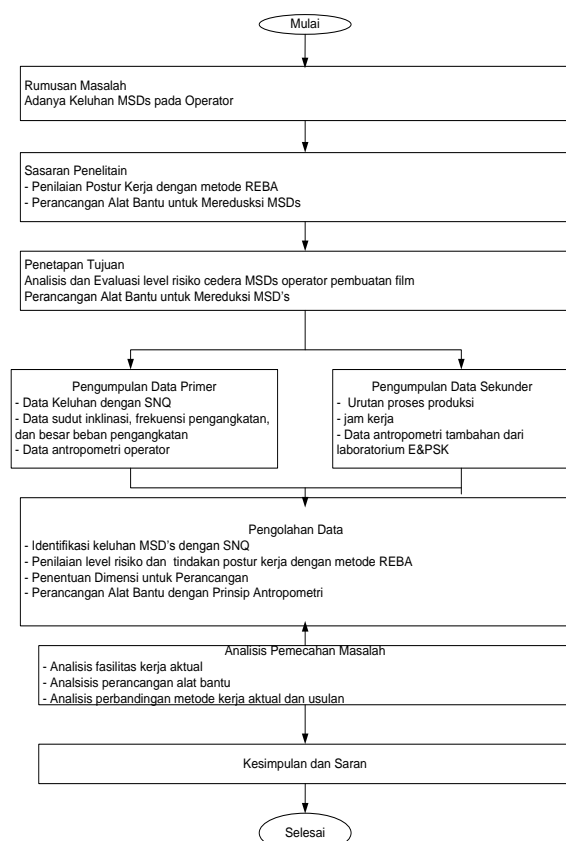 Mulai
Rumusan Masalah
Adanya Keluhan MSDs pada Operator
Sasaran Penelitain
- Penilaian Postur Kerja dengan metode REBA
- Perancangan Alat Bantu untuk Meredusksi MSDs
Penetapan Tujuan
Analisis dan Evaluasi level risiko cedera MSDs operator pembuatan film
Perancangan Alat Bantu untuk Mereduksi MSD's
Pengumpulan Data Primer
- Data Keluhan dengan SNQ
- Data sudut inklinasi, frekuensi pengangkatan,
dan besar beban pengangkatan
- Data antropometri operator
Pengumpulan Data Sekunder
- Urutan proses produksi
- jam kerja
- Data antropometri tambahan dari
laboratorium E&PSK
Pengolahan Data
- Identifikasi keluhan MSD's dengan SNQ
- Penilaian level risiko dan tindakan postur kerja dengan metode REBA
- Penentuan Dimensi untuk Perancangan
- Perancangan Alat Bantu dengan Prinsip Antropometri
Analisis Pemecahan Masalah
- Analisis fasilitas kerja aktual
- Analsisis perancangan alat bantu
- Analisis perbandingan metode kerja aktual dan usulan
Kesimpulan dan Saran
Selesai